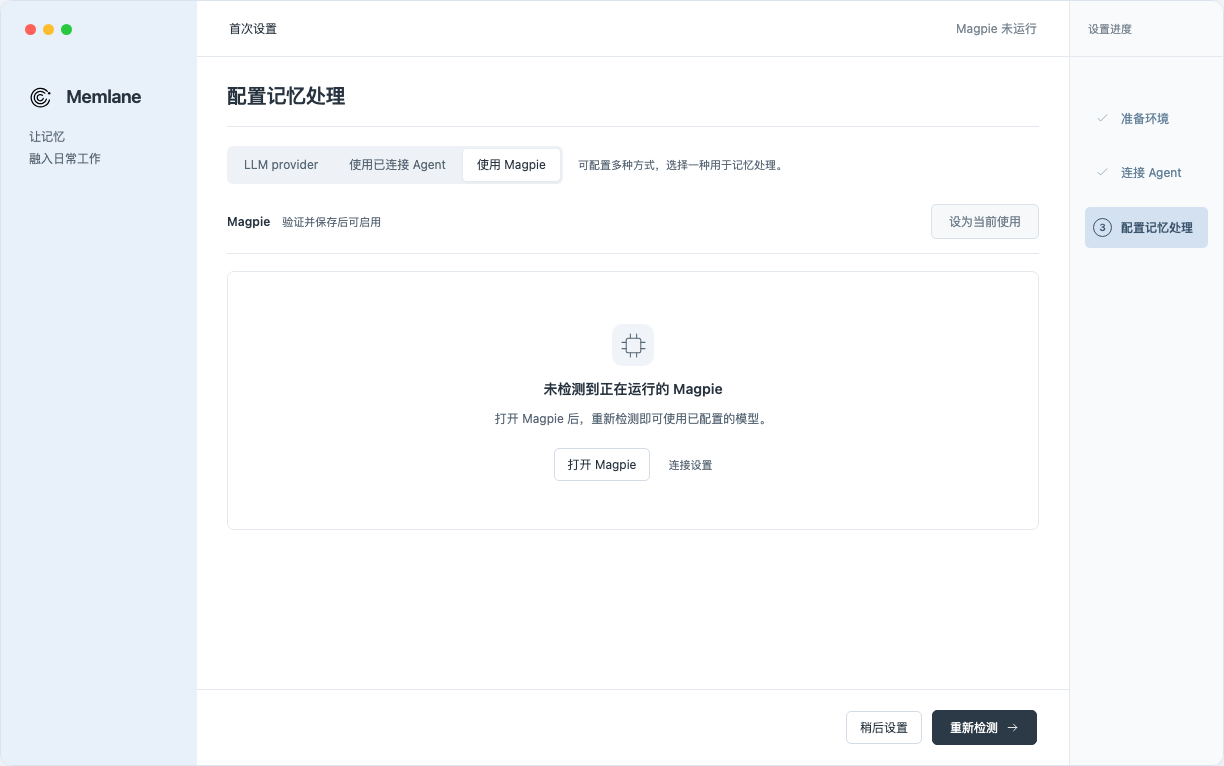 首次设置
Magpie 未运行
设置进度
Memlane
让记忆
融入日常工作
配置记忆处理
LLM provider
使用已连接 Agent
使用 Magpie
可配置多种方式，选择一种用于记忆处理。
Magpie
验证并保存后可启用
设为当前使用
未检测到正在运行的 Magpie
打开 Magpie 后，重新检测即可使用已配置的模型。
打开 Magpie
连接设置
稍后设置
重新检测 →
准备环境
连接 Agent
3 配置记忆处理